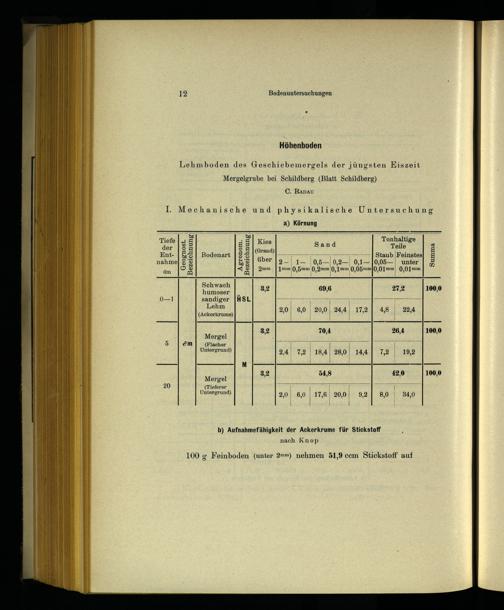 12
Bodenuntersuchungen
Höhenboden
Lehmboden des Geschiebemergels der jüngsten Eiszeit
Mergelgrube bei Schildberg (Blatt Schildberg)
C. Radau
I. Mechanische und physikalische Untersuchung
a) Körnung
Tiefe der Ent-nahme dm | Geognost. Bezeichnung | Bodenart | Agronom. Bezeichnung | Kies (Grand) über 2mm | Sand | Tonhaltige Teile | Summa
2—1mm | 1—0,5mm | 0,5—0,2mm | 0,2—0,1mm | 0,1—0,05mm | Staub 0,05—0,01mm | Feinstes unter 0,01mm
0—1 | Schwach humoser sandiger Lehm (Ackerkrume) | H̆SL | 3,2 | 69,6 | 27,2 | 100,0
2,0 | 6,0 | 20,0 | 24,4 | 17,2 | 4,8 | 22,4
5 | ∂m | Mergel (Flacher Untergrund) | M | 3,2 | 70,4 | 26,4 | 100,0
2,4 | 7,2 | 18,4 | 28,0 | 14,4 | 7,2 | 19,2
20 | Mergel (Tieferer Untergrund) | 3,2 | 54,8 | 42,0 | 100,0
2,0 | 6,0 | 17,6 | 20,0 | 9,2 | 8,0 | 34,0
b) Aufnahmefähigkeit der Ackerkrume für Stickstoff
nach Knop
100 g Feinboden (unter 2mm) nehmen 51,9 ccm Stickstoff auf